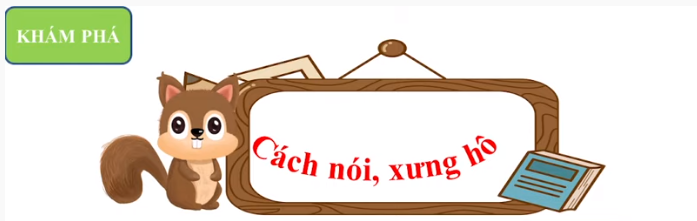 KHÁM PHÁ
Cách nói, xưng hô